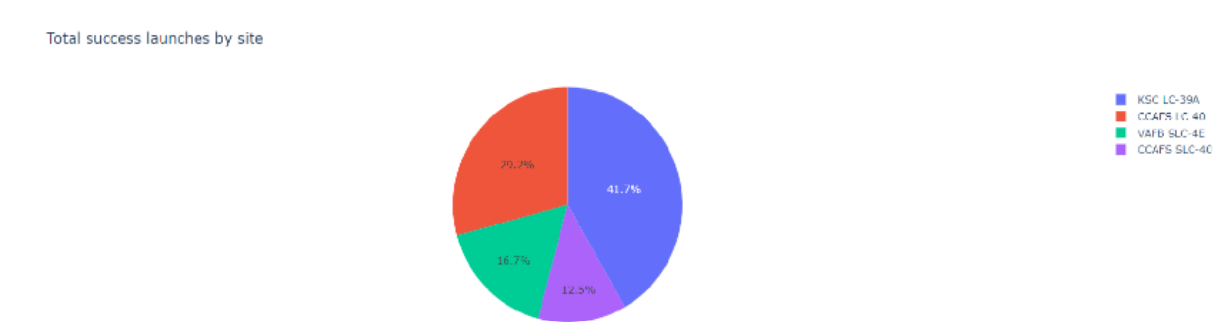 Total success launches by site
KSC LC-39A
CCAFS LC-40
VAFB SLC-4E
CCAFS SLC-40
29.2%
41.7%
16.7%
12.5%